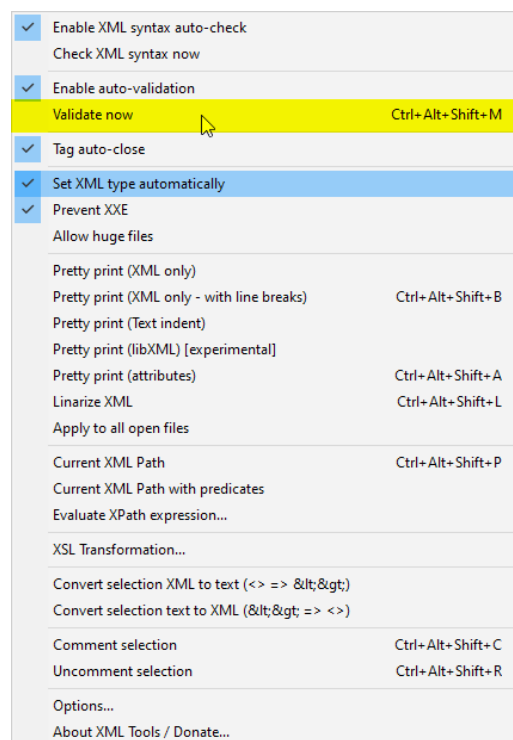 Enable XML syntax auto-check
Check XML syntax now
Enable auto-validation
Validate now Ctrl+Alt+Shift+M
Tag auto-close
Set XML type automatically
Prevent XXE
Allow huge files
Pretty print (XML only)
Pretty print (XML only - with line breaks) Ctrl+Alt+Shift+B
Pretty print (Text indent)
Pretty print (libXML) [experimental]
Pretty print (attributes) Ctrl+Alt+Shift+A
Linarize XML Ctrl+Alt+Shift+L
Apply to all open files
Current XML Path Ctrl+Alt+Shift+P
Current XML Path with predicates
Evaluate XPath expression...
XSL Transformation...
Convert selection XML to text (<> => &lt;&gt;)
Convert selection text to XML (&lt;&gt; => <>)
Comment selection Ctrl+Alt+Shift+C
Uncomment selection Ctrl+Alt+Shift+R
Options...
About XML Tools / Donate...